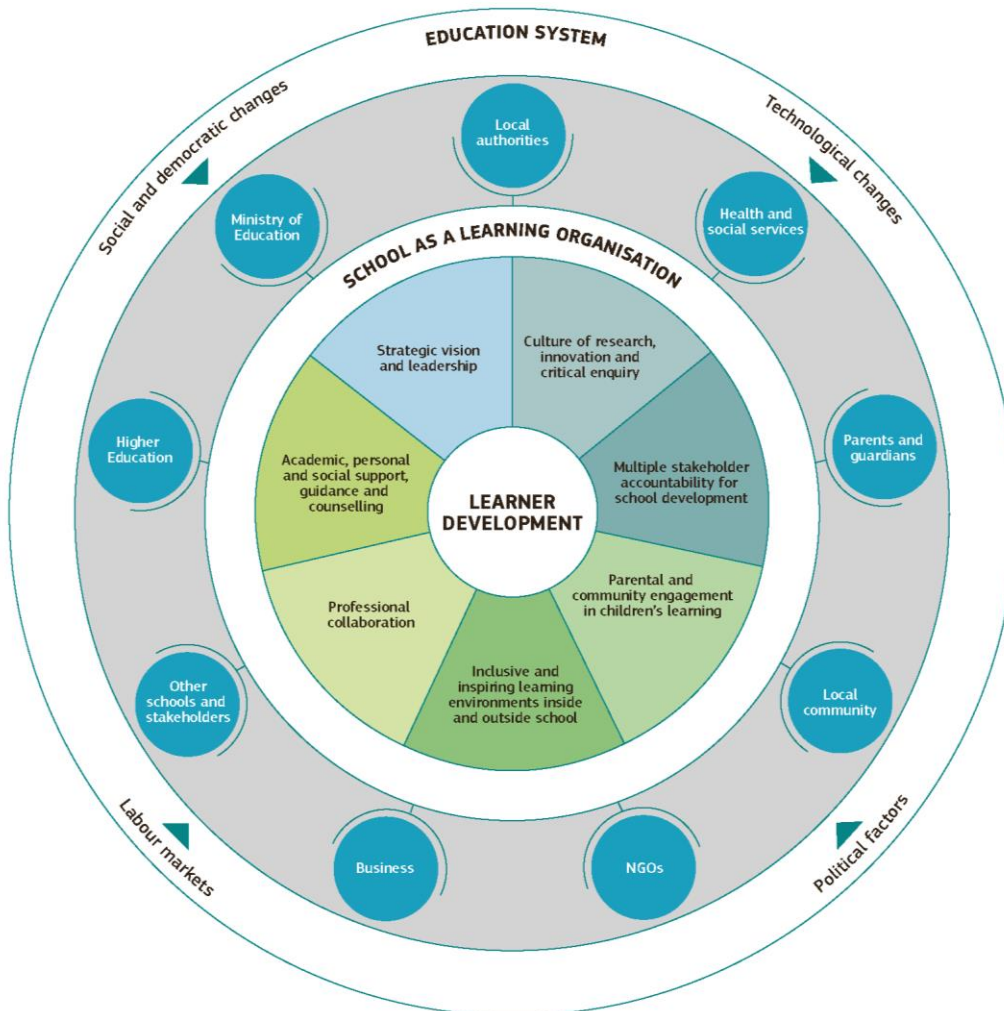 EDUCATION SYSTEM
Social and democratic changes
Technological changes
Local
authorities
Ministry of
Education
Health and
social services
SCHOOL AS A LEARNING ORGANISATION
Strategic vision
and leadership
Culture of research,
innovation and
critical enquiry
Higher
Education
Parents and
guardians
Academic, personal
and social support,
guidance and
counselling
Multiple stakeholder
accountability for
school development
LEARNER
DEVELOPMENT
Professional
collaboration
Parental and
community engagement
in children's learning
Inclusive and
inspiring learning
environments inside
and outside school
Other
schools and
stakeholders
Local
community
Business
NGOs
Labour markets
Political factors